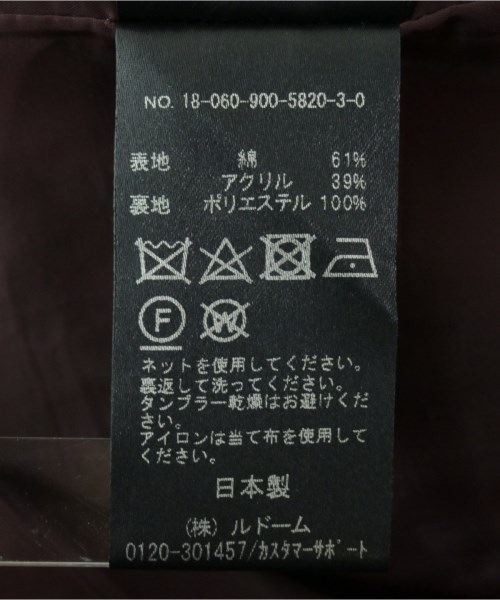 NO. 18-060-900-5820-3-0
表地 綿 61%
アクリル 39%
裏地 ポリエステル 100%
F W
ネットを使用してください。
裏返して洗ってください。
タンブラー乾燥はお避けくだ
さい。
アイロンは当て布を使用して
ください。
日本製
(株) ルドーム
0120-301457/カスタマーサポート